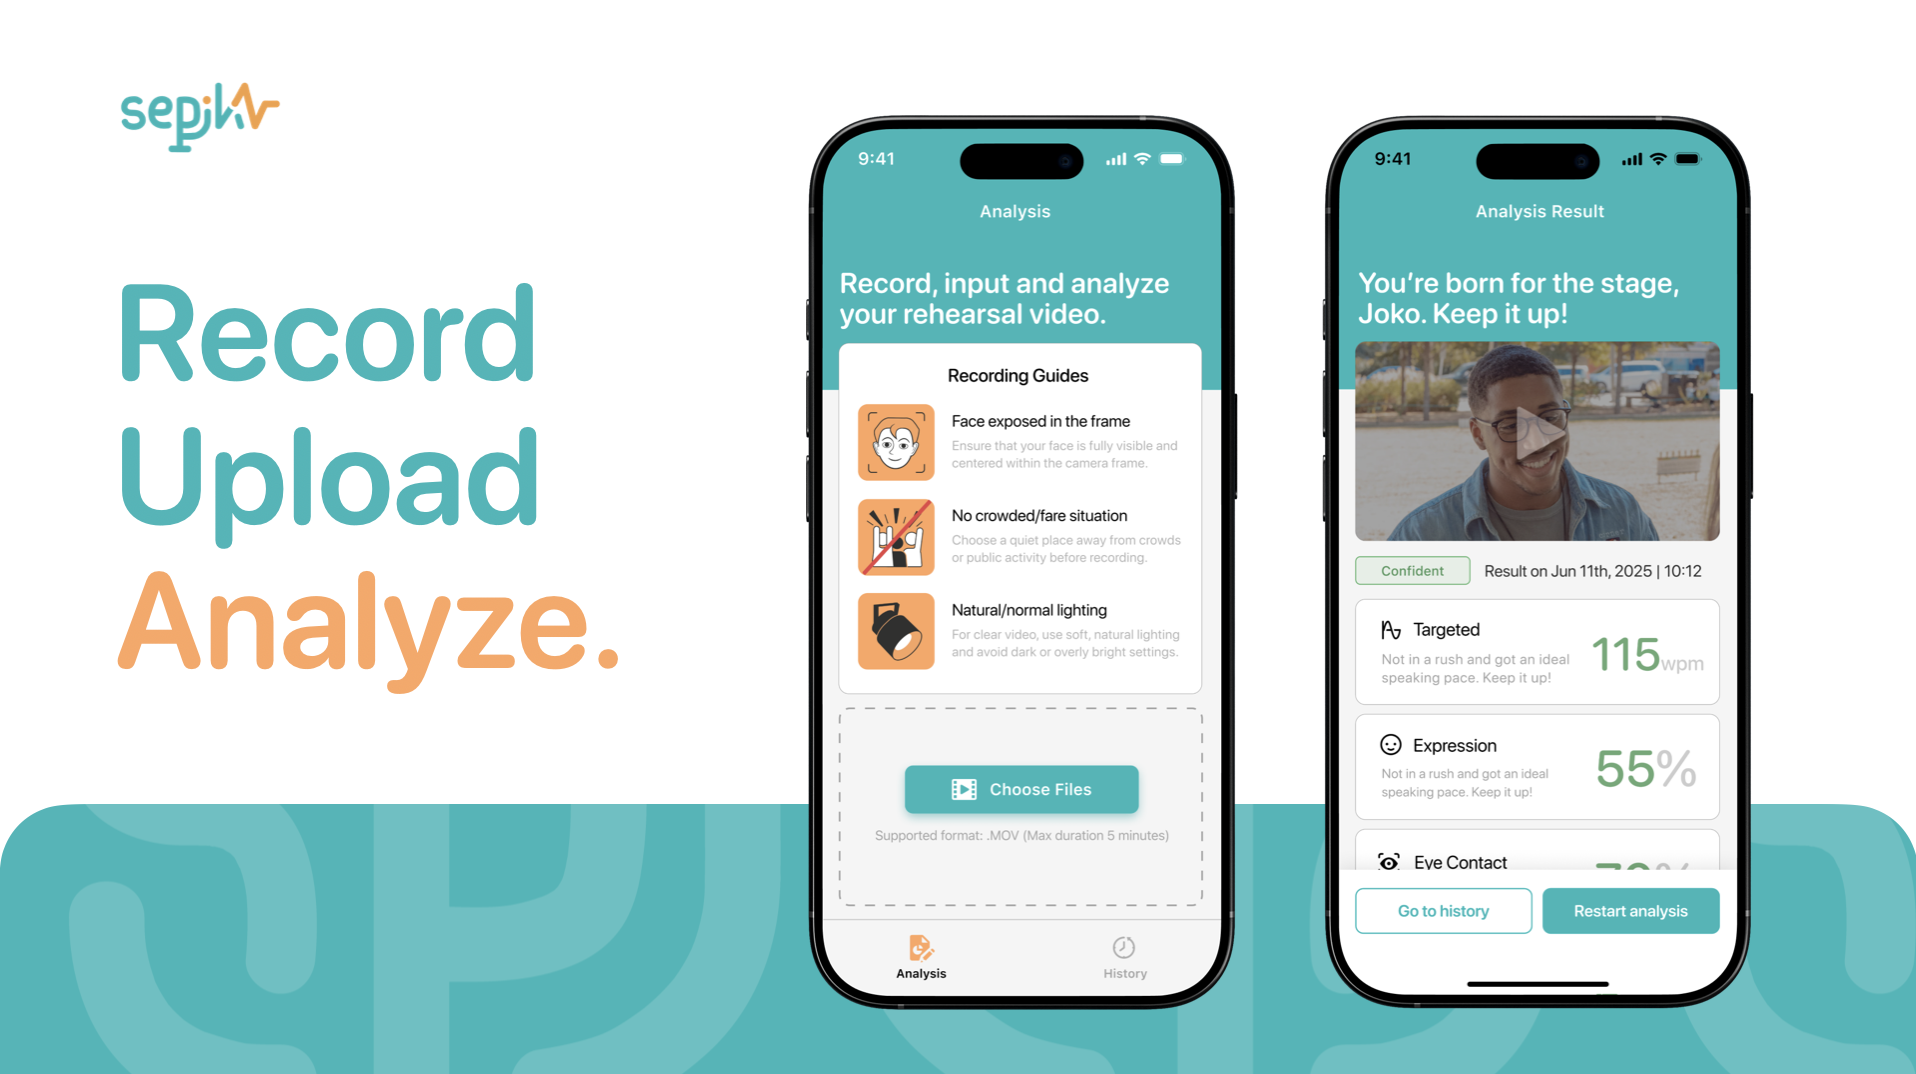 sepik
Record
Upload
Analyze.
9:41
Analysis
Record, input and analyze
your rehearsal video.
Recording Guides
Face exposed in the frame
Ensure that your face is fully visible and
centered within the camera frame.
No crowded/fare situation
Choose a quiet place away from crowds
or public activity before recording.
Natural/normal lighting
For clear video, use soft, natural lighting
and avoid dark or overly bright settings.
Choose Files
Supported format: .MOV (Max duration 5 minutes)
Analysis
History
9:41
Analysis Result
You're born for the stage,
Joko. Keep it up!
Confident
Result on Jun 11th, 2025 | 10:12
Targeted
Not in a rush and got an ideal
speaking pace. Keep it up!
115wpm
Expression
Not in a rush and got an ideal
speaking pace. Keep it up!
55%
Eye Contact
Go to history
Restart analysis